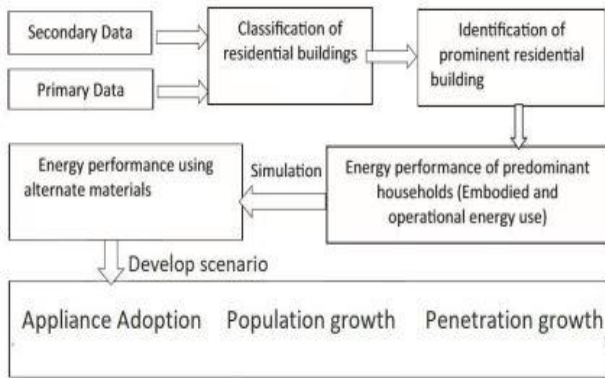 Secondary Data
Primary Data
Classification of
residential buildings
Identification of
prominent residential
building
Energy performance using
alternate materials
Simulation
Energy performance of predominant
households (Embodied and
operational energy use)
Develop scenario
Appliance Adoption Population growth Penetration growth